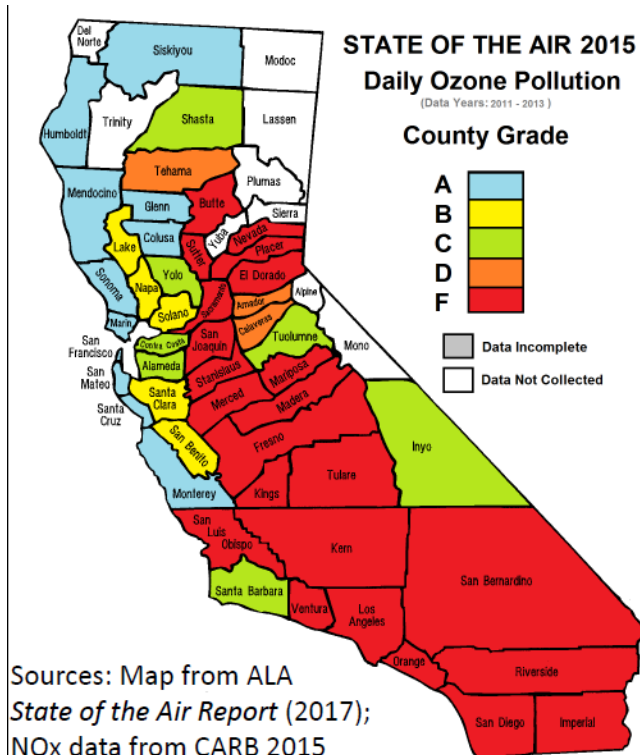 STATE OF THE AIR 2015
Daily Ozone Pollution
(Data Years: 2011 - 2013)
County Grade
A
B
C
D
F
Data Incomplete
Data Not Collected
Del
Norte
Siskiyou
Modoc
Humboldt
Trinity
Shasta
Lassen
Tehama
Plumas
Mendocino
Glenn
Butte
Sierra
Colusa
Yuba
Nevada
Lake
Sutter
Placer
El Dorado
Sonoma
Napa
Yolo
Sacramento
Alpine
Amador
Solano
Marin
Calaveras
San
Francisco
Contra Costa
San
Joaquin
Tuolumne
Mono
Alameda
San
Mateo
Stanislaus
Mariposa
Santa
Clara
Merced
Madera
Santa
Cruz
San Benito
Fresno
Inyo
Monterey
Kings
Tulare
San
Luis
Obispo
Kern
San Bernardino
Santa Barbara
Ventura
Los
Angeles
Orange
Riverside
San Diego
Imperial
Sources: Map from ALA
State of the Air Report (2017);
NOx data from CARB 2015